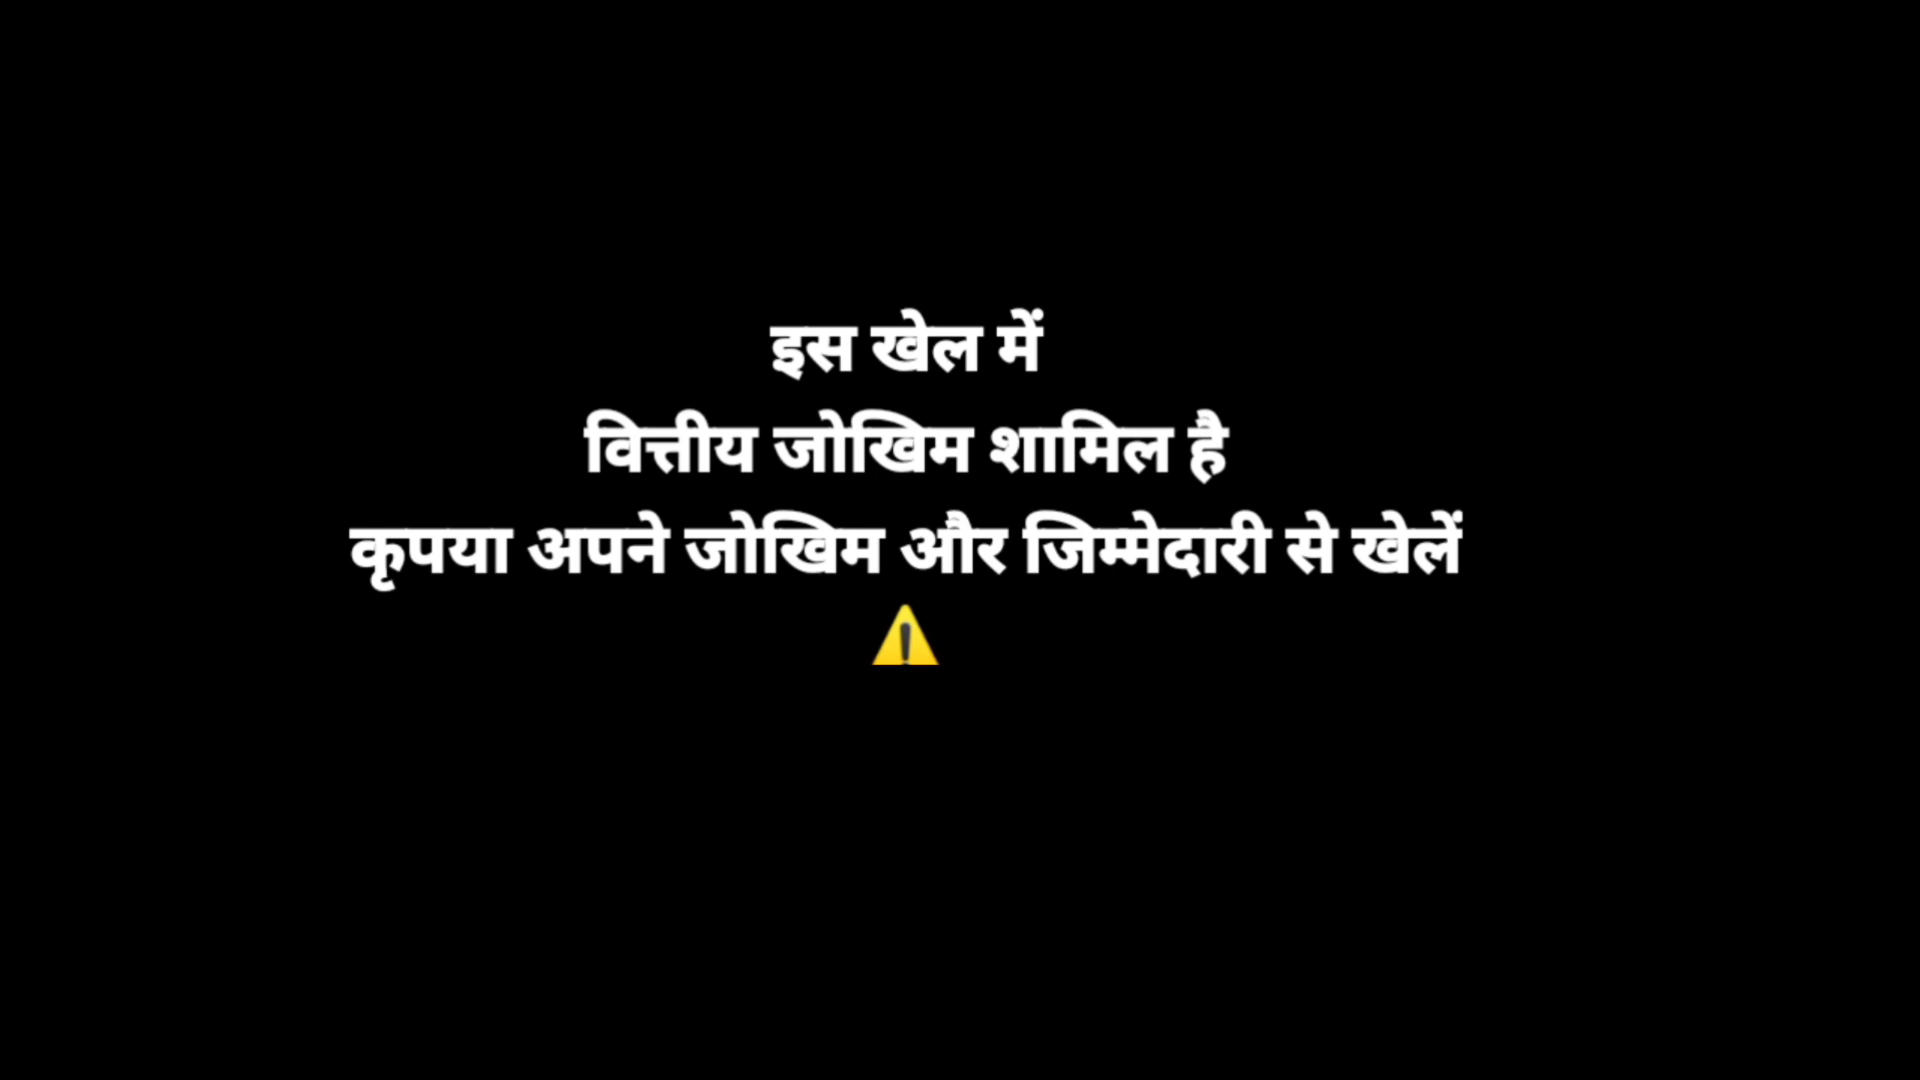 इस खेल में
वित्तीय जोखिम शामिल है
कृपया अपने जोखिम और जिम्मेदारी से खेलें
⚠️